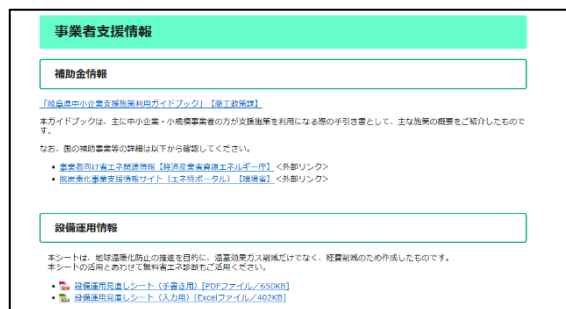 事業者支援情報
補助金情報
「岐阜県中小企業支援施策利用ガイドブック」【商工政策課】
本ガイドブックは、主に中小企業・小規模事業者の方が支援施策を利用になる際の手引き書として、主な施策の概要をご紹介したもので
す。
なお、国の補助事業等の詳細は以下から確認してください。
• 事業者向け省エネ関連情報【経済産業省資源エネルギー庁】<外部リンク>
• 脱炭素化事業支援情報サイト（エネ特ポータル）【環境省】<外部リンク>
設備運用情報
本シートは、地球温暖化防止の推進を目的に、温室効果ガス削減だけでなく、経費削減のため作成したものです。
本シートの活用とあわせて無料省エネ診断もご活用ください。
• 設備運用見直しシート（手書き用）[PDFファイル／650KB]
• 設備運用見直しシート（入力用）[Excelファイル／402KB]